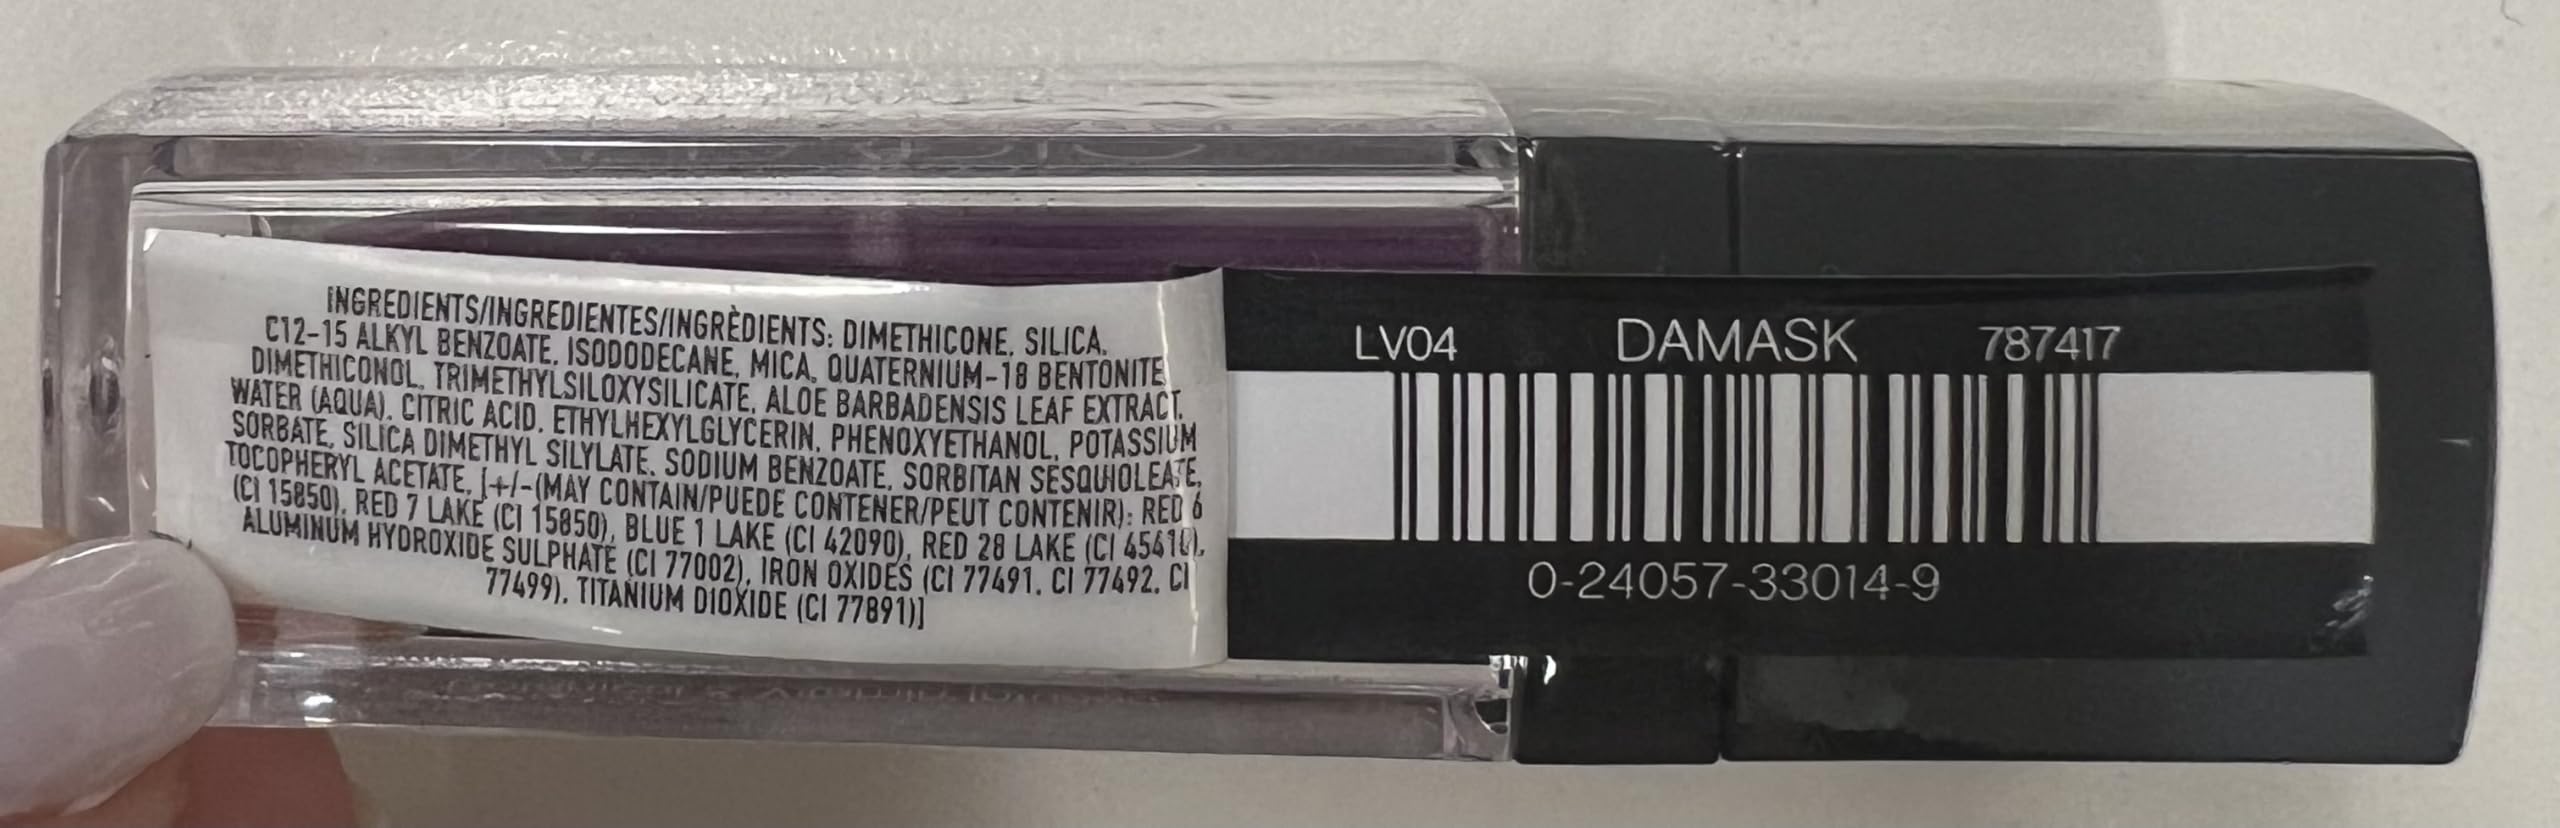 INGREDIENTS/INGREDIENTES/INGRÈDIENTS: DIMETHICONE, SILICA,
C12-15 ALKYL BENZOATE, ISODODECANE, MICA, QUATERNIUM-18 BENTONITE
DIMETHICONOL, TRIMETHYLSILOXYSILICATE, ALOE BARBADENSIS LEAF EXTRACT,
WATER (AQUA), CITRIC ACID, ETHYLHEXYLGLYCERIN, PHENOXYETHANOL, POTASSIUM
SORBATE, SILICA DIMETHYL SILYLATE, SODIUM BENZOATE, SORBITAN SESQUIOLEATE,
TOCOPHERYL ACETATE, [+/-(MAY CONTAIN/PUEDE CONTENER/PEUT CONTENIR): RED 6
(CI 15850), RED 7 LAKE (CI 15850), BLUE 1 LAKE (CI 42090), RED 28 LAKE (CI 45410),
ALUMINUM HYDROXIDE SULPHATE (CI 77002), IRON OXIDES (CI 77491, CI 77492, CI
77499), TITANIUM DIOXIDE (CI 77891)]
LV04 DAMASK 787417
0-24057-33014-9